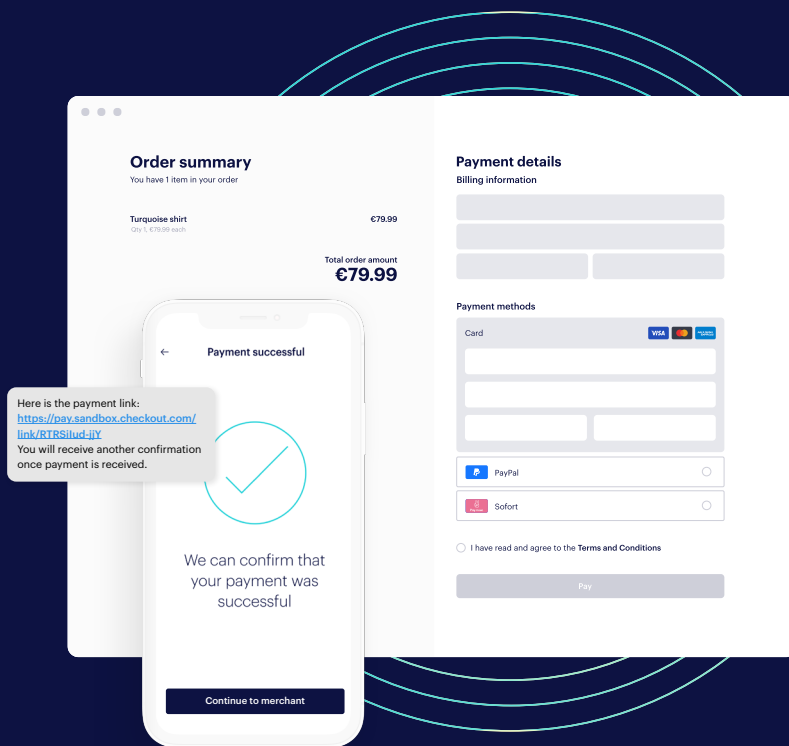 Order summary
You have 1 item in your order
Turquoise shirt €79.99
Qty 1, €79.99 each
Total order amount
€79.99
Payment details
Billing information
Payment methods
Card VISA
PayPal
Sofort
I have read and agree to the Terms and Conditions
Pay
Payment successful
We can confirm that
your payment was
successful
Continue to merchant
Here is the payment link:
https://pay.sandbox.checkout.com/
link/RTRSiIud-jjY
You will receive another confirmation
once payment is received.